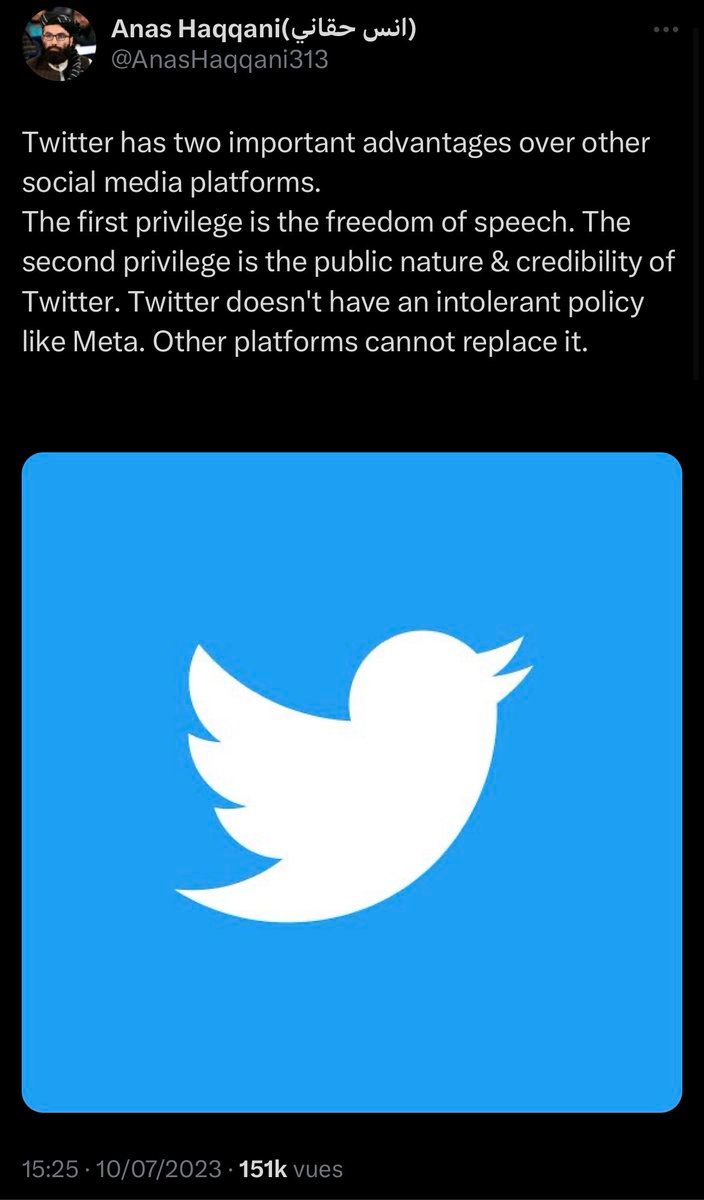 Anas Haqqani(انس حقاني)
@AnasHaqqani313
Twitter has two important advantages over other
social media platforms.
The first privilege is the freedom of speech. The
second privilege is the public nature & credibility of
Twitter. Twitter doesn't have an intolerant policy
like Meta. Other platforms cannot replace it.
15:25 · 10/07/2023 · 151k vues